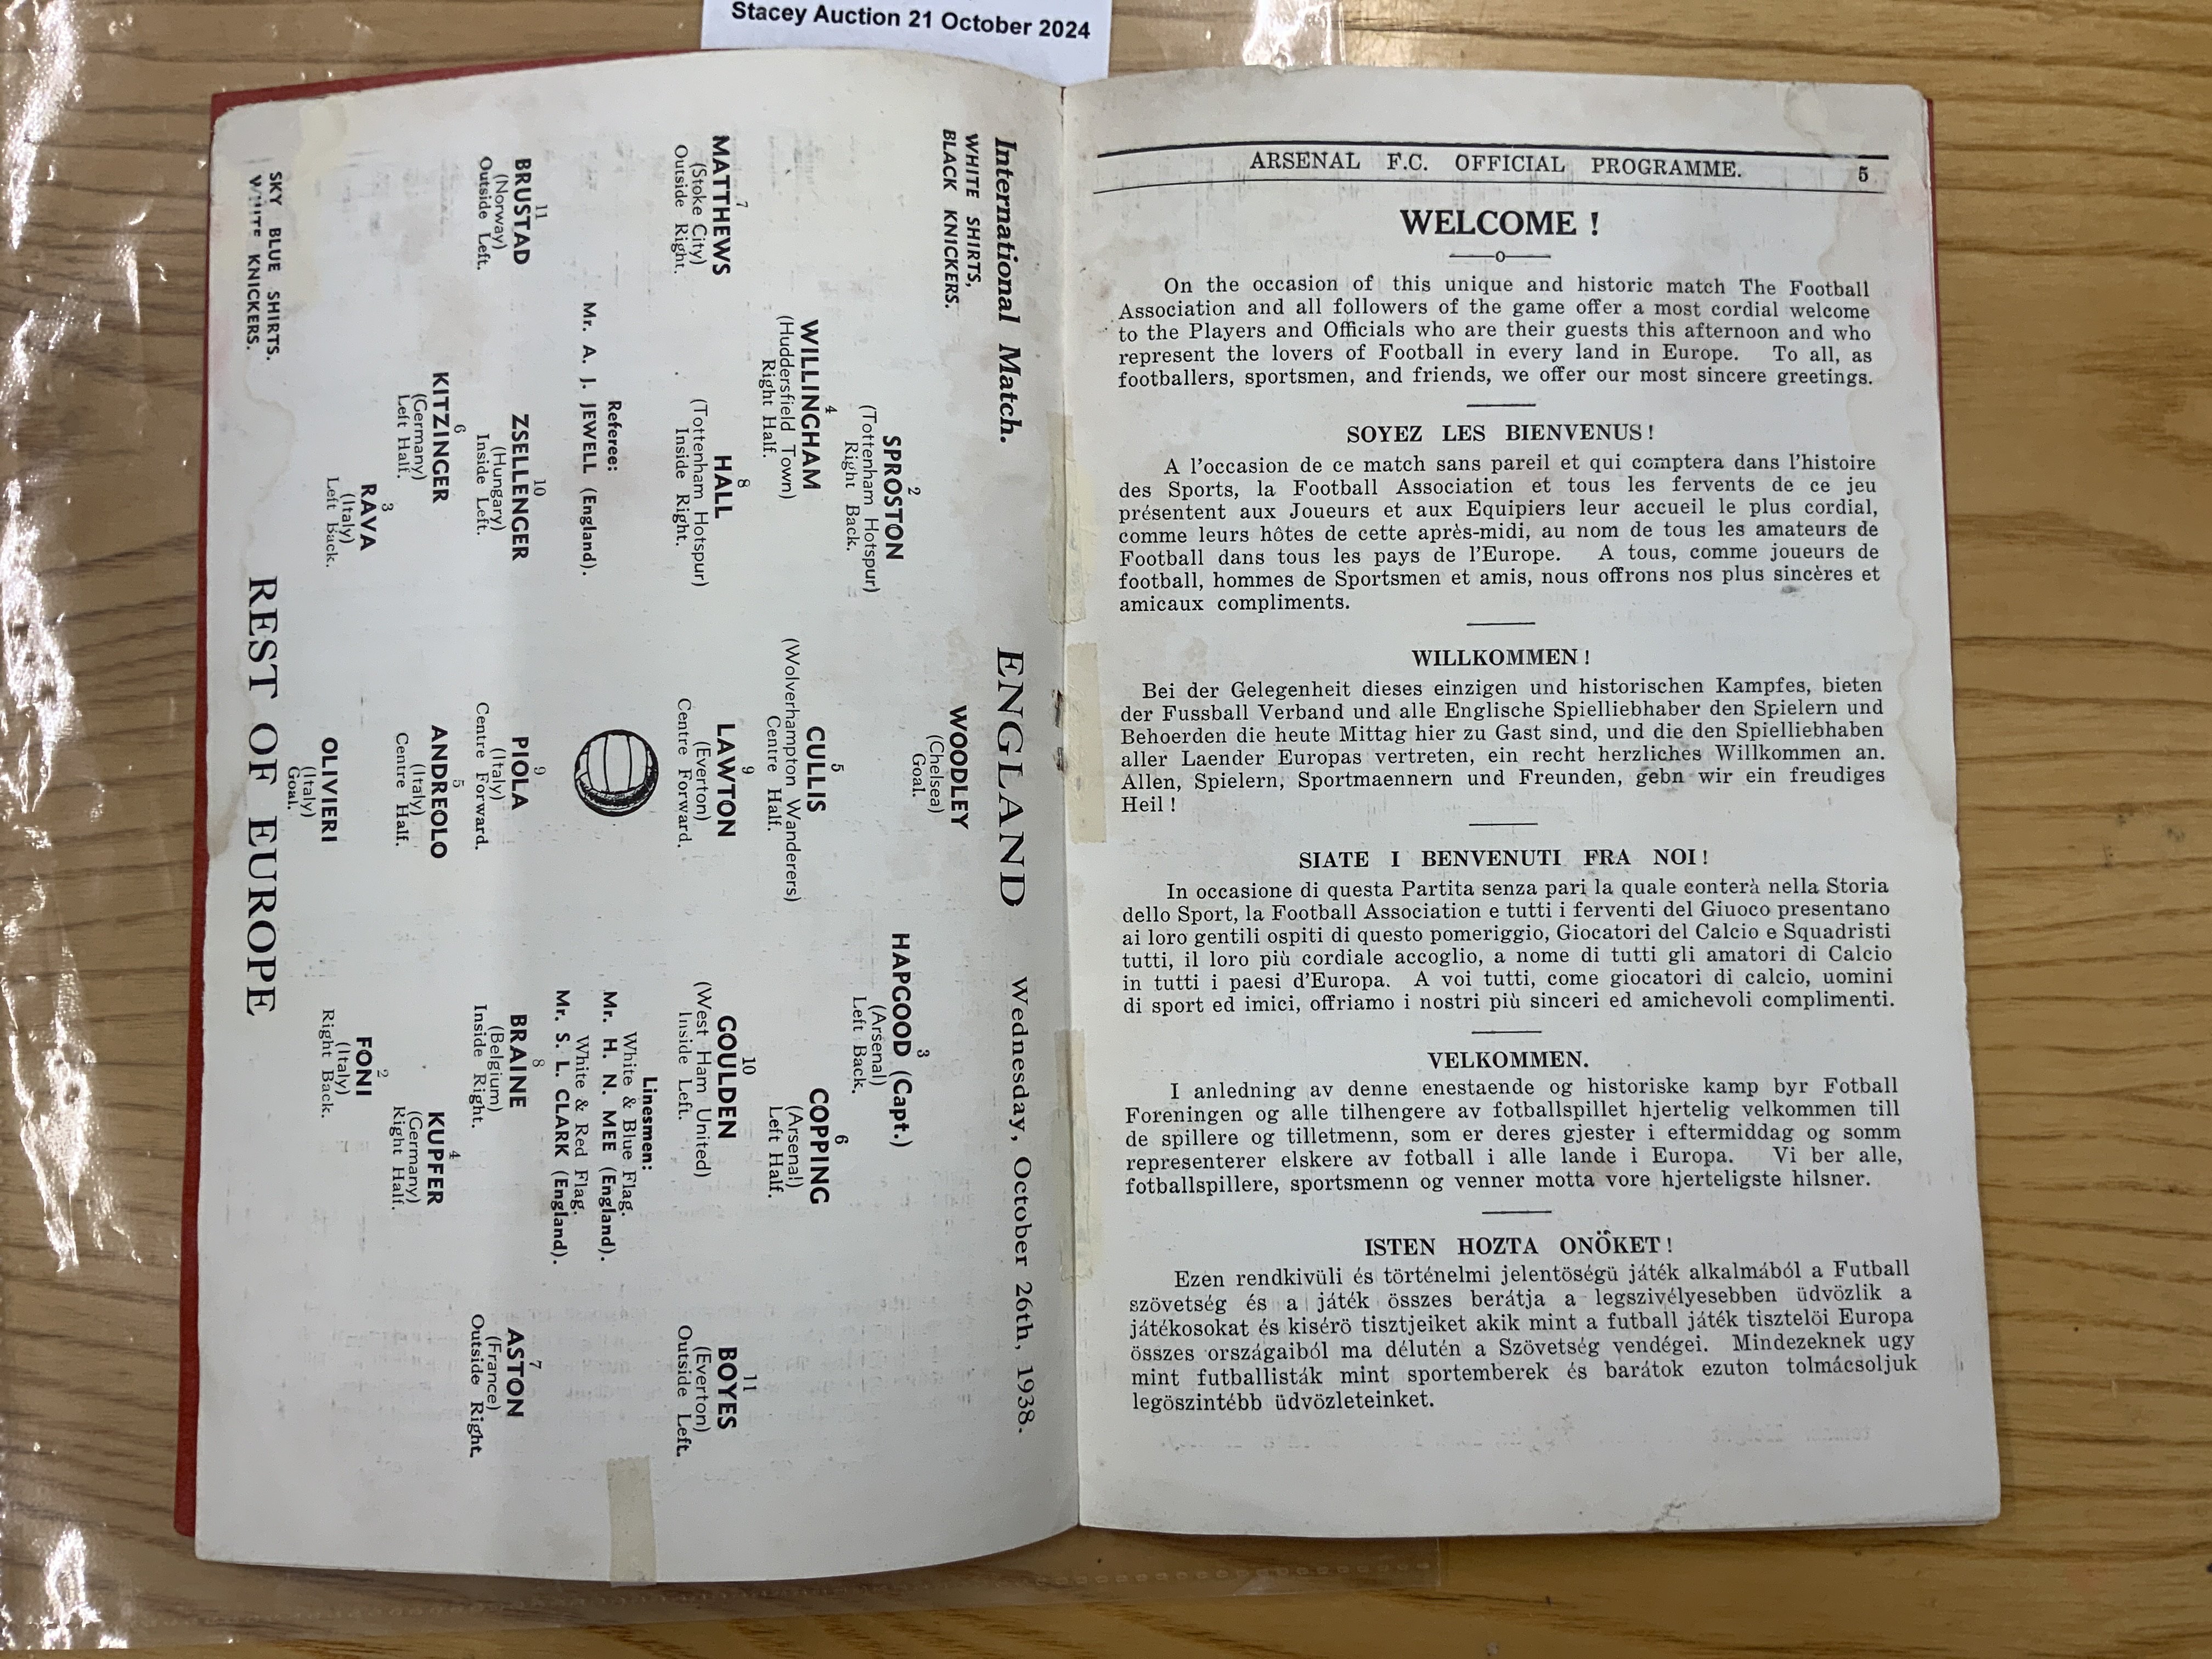 Stacey Auction 21 October 2024
International Match.
ENGLAND
Wednesday, October 26th, 1938.
WHITE SHIRTS,
BLACK KNICKERS.
WOODLEY
(Chelsea)
Goal.
2
SPROSTON
(Tottenham Hotspur)
Right Back.
3
HAPGOOD (Capt.)
(Arsenal)
Left Back.
4
WILLINGHAM
(Huddersfield Town)
Right Half.
5
CULLIS
(Wolverhampton Wanderers)
Centre Half.
6
COPPING
(Arsenal)
Left Half.
7
MATTHEWS
(Stoke City)
Outside Right.
8
HALL
(Tottenham Hotspur)
Inside Right.
9
LAWTON
(Everton)
Centre Forward.
10
GOULDEN
(West Ham United)
Inside Left.
11
BOYES
(Everton)
Outside Left.
Referee:
Mr. A. J. JEWELL (England).
Linesmen:
White & Blue Flag.
Mr. H. N. MEE (England).
White & Red Flag.
Mr. S. L. CLARK (England).
11
BRUSTAD
(Norway)
Outside Left.
10
ZSELLENGER
(Hungary)
Inside Left.
9
PIOLA
(Italy)
Centre Forward.
8
BRAINE
(Belgium)
Inside Right.
7
ASTON
(France)
Outside Right.
6
KITZINGER
(Germany)
Left Half.
5
ANDREOLO
(Italy)
Centre Half.
4
KUPFER
(Germany)
Right Half.
3
RAVA
(Italy)
Left Back.
2
FONI
(Italy)
Right Back.
OLIVIERI
(Italy)
Goal.
SKY BLUE SHIRTS.
WHITE KNICKERS.
REST OF EUROPE
ARSENAL F.C. OFFICIAL PROGRAMME. 5
WELCOME !
On the occasion of this unique and historic match The Football
Association and all followers of the game offer a most cordial welcome
to the Players and Officials who are their guests this afternoon and who
represent the lovers of Football in every land in Europe. To all, as
footballers, sportsmen, and friends, we offer our most sincere greetings.
SOYEZ LES BIENVENUS !
A l'occasion de ce match sans pareil et qui comptera dans l'histoire
des Sports, la Football Association et tous les fervents de ce jeu
présentent aux Joueurs et aux Equipiers leur accueil le plus cordial,
comme leurs hôtes de cette après-midi, au nom de tous les amateurs de
Football dans tous les pays de l'Europe. A tous, comme joueurs de
football, hommes de Sportsmen et amis, nous offrons nos plus sincères et
amicaux compliments.
WILLKOMMEN !
Bei der Gelegenheit dieses einzigen und historischen Kampfes, bieten
der Fussball Verband und alle Englische Spielliebhaber den Spielern und
Behoerden die heute Mittag hier zu Gast sind, und die den Spielliebhaben
aller Laender Europas vertreten, ein recht herzliches Willkommen an.
Allen, Spielern, Sportmaennern und Freunden, gebn wir ein freudiges
Heil !
SIATE I BENVENUTI FRA NOI !
In occasione di questa Partita senza pari la quale conterà nella Storia
dello Sport, la Football Association e tutti i ferventi del Giuoco presentano
ai loro gentili ospiti di questo pomeriggio, Giocatori del Calcio e Squadristi
tutti, il loro più cordiale accoglio, a nome di tutti gli amatori di Calcio
in tutti i paesi d'Europa. A voi tutti, come giocatori di calcio, uomini
di sport ed imici, offriamo i nostri più sinceri ed amichevoli complimenti.
VELKOMMEN.
I anledning av denne enestaende og historiske kamp byr Fotball
Foreningen og alle tilhengere av fotballspillet hjertelig velkommen till
de spillere og tilletmenn, som er deres gjester i eftermiddag og somm
representerer elskere av fotball i alle lande i Europa. Vi ber alle,
fotballspillere, sportsmenn og venner motta vore hjerteligste hilsner.
ISTEN HOZTA ONÖKET !
Ezen rendkivüli és történelmi jelentöségü játék alkalmából a Futball
szövetség és a játék összes berátja a legszivélyesebben üdvözlik a
játékosokat és kisérö tisztjeiket akik mint a futball játék tisztelöi Europa
összes országaiból ma délutén a Szövetség vendégei. Mindezeknek ugy
mint futballisták mint sportemberek és barátok ezuton tolmácsoljuk
legöszintébb üdvözleteinket.